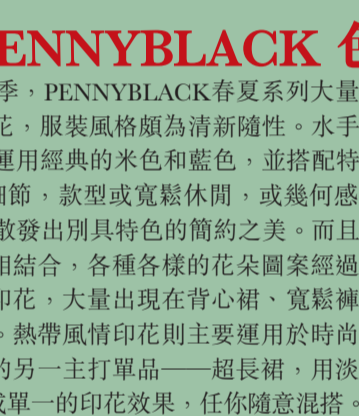 ENNYBLACK
季，PENNYBLACK春夏系列大量
花，服裝風格頗為清新隨性。水手
運用經典的米色和藍色，並搭配特
細節，款型或寬鬆休閒，或幾何感
散發出別具特色的簡約之美。而且
相結合，各種各樣的花朵圖案經過
印花，大量出現在背心裙、寬鬆褲
。熱帶風情印花則主要運用於時尚
的另一主打單品——超長裙，用淡
或單一的印花效果，任你隨意混搭。